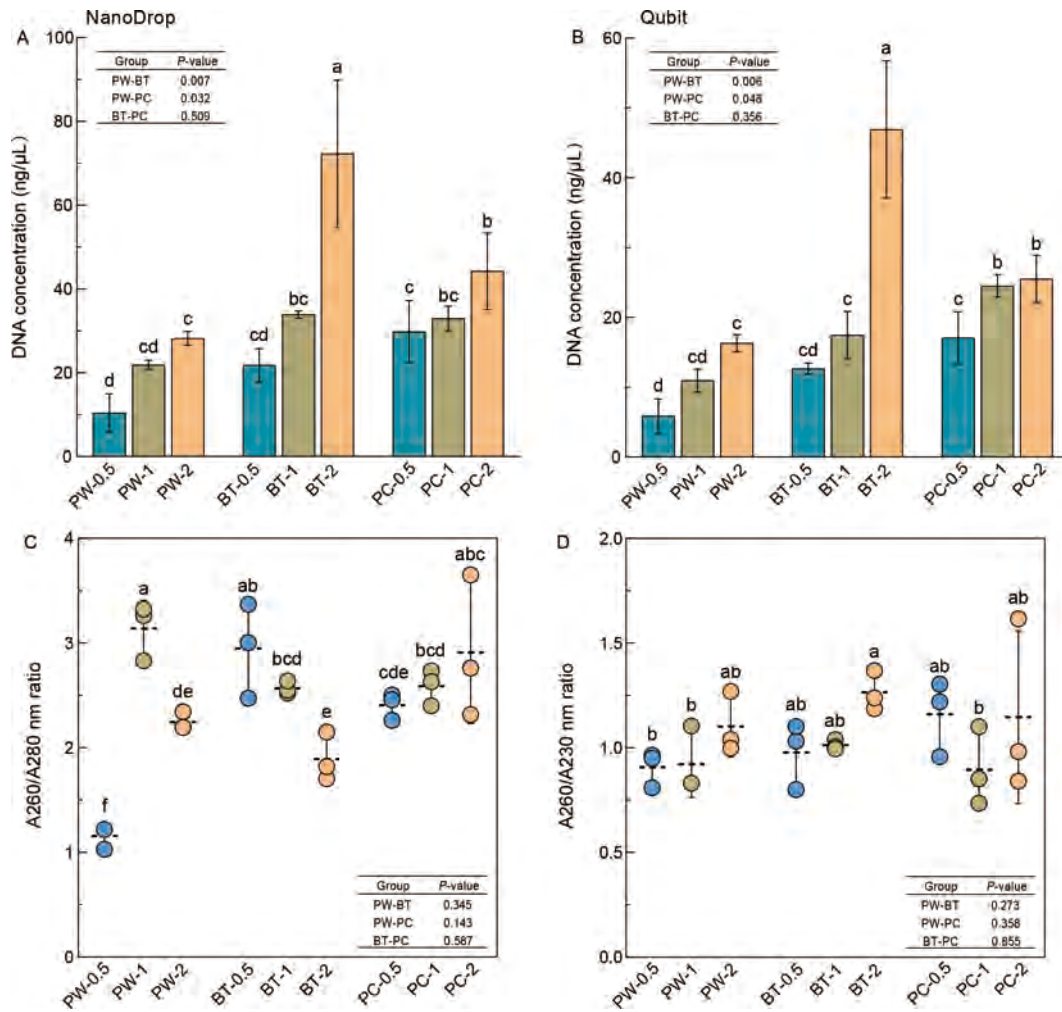 NanoDrop
A
100
80
60
40
20
0
DNA concentration (ng/μL)
Group P-value
PW-BT 0.007
PW-PC 0.032
BT-PC 0.509
d
cd
c
cd
bc
a
c
bc
b
PW-0.5
PW-1
PW-2
BT-0.5
BT-1
BT-2
PC-0.5
PC-1
PC-2
Qubit
B
60
40
20
0
DNA concentration (ng/μL)
Group P-value
PW-BT 0.006
PW-PC 0.048
BT-PC 0.356
d
cd
c
cd
c
a
c
b
b
PW-0.5
PW-1
PW-2
BT-0.5
BT-1
BT-2
PC-0.5
PC-1
PC-2
C
4
3
2
1
0
A260/A280 nm ratio
f
a
de
ab
bcd
e
cde
bcd
abc
Group P-value
PW-BT 0.345
PW-PC 0.143
BT-PC 0.587
PW-0.5
PW-1
PW-2
BT-0.5
BT-1
BT-2
PC-0.5
PC-1
PC-2
D
2.0
1.5
1.0
0.5
0
A260/A230 nm ratio
b
b
ab
ab
ab
a
ab
b
ab
Group P-value
PW-BT 0.273
PW-PC 0.358
BT-PC 0.855
PW-0.5
PW-1
PW-2
BT-0.5
BT-1
BT-2
PC-0.5
PC-1
PC-2